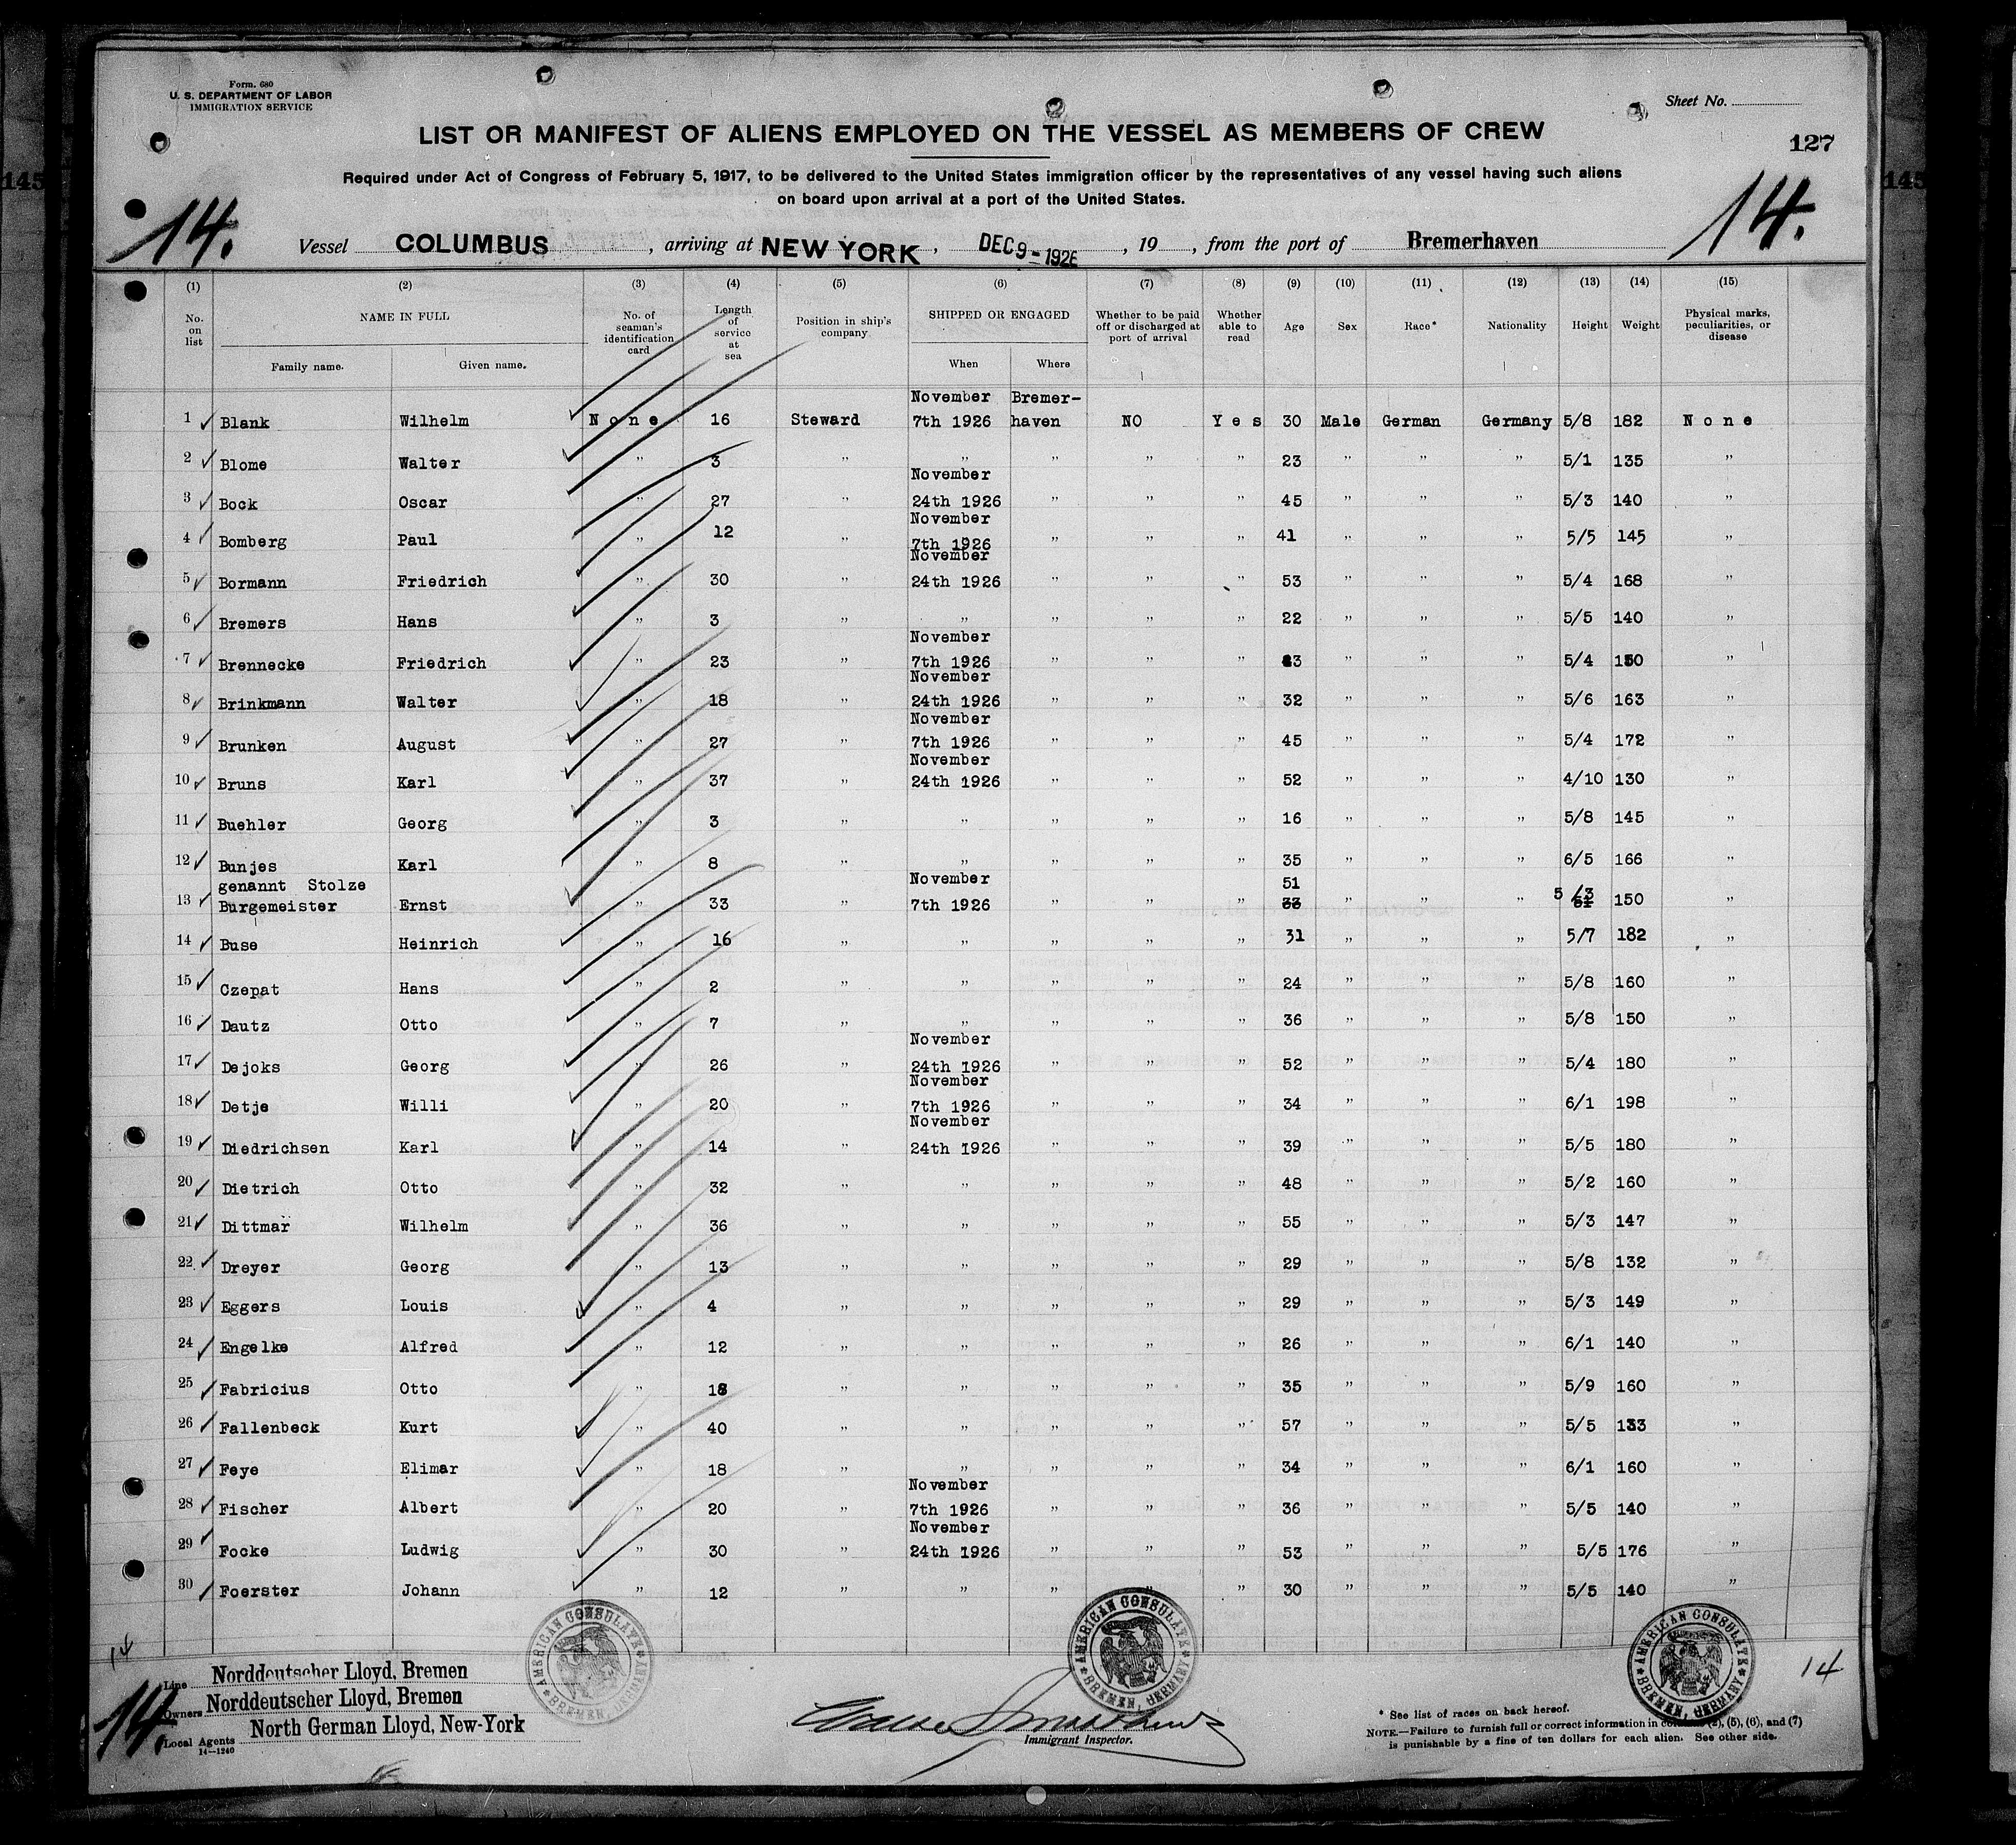 Form. 680
U. S. DEPARTMENT OF LABOR
IMMIGRATION SERVICE
Sheet No.
LIST OR MANIFEST OF ALIENS EMPLOYED ON THE VESSEL AS MEMBERS OF CREW
127
145
145
Required under Act of Congress of February 5, 1917, to be delivered to the United States immigration officer by the representatives of any vessel having such aliens
on board upon arrival at a port of the United States.
14.
14.
Vessel COLUMBUS, arriving at NEW YORK, DEC 9 - 1926, 19, from the port of Bremerhaven
(1) (2) (3) (4) (5) (6) (7) (8) (9) (10) (11) (12) (13) (14) (15)
No. on list NAME IN FULL Family name. Given name. No. of seaman's identification card Length of service at sea Position in ship's company SHIPPED OR ENGAGED When Where Whether to be paid off or discharged at port of arrival Whether able to read Age Sex Race* Nationality Height Weight Physical marks, peculiarities, or disease
1 Blank Wilhelm None 16 Steward November 7th 1926 Bremer-haven NO Yes 30 Male German Germany 5/8 182 None
2 Blome Walter " 3 " " " " " 23 " " " 5/1 135 "
3 Bock Oscar " 27 " November 24th 1926 " " " 45 " " " 5/3 140 "
4 Bomberg Paul " 12 " November 7th 1926 " " " 41 " " " 5/5 145 "
5 Bormann Friedrich " 30 " November 24th 1926 " " " 53 " " " 5/4 168 "
6 Bremers Hans " 3 " " " " " 22 " " " 5/5 140 "
7 Brennecke Friedrich " 23 " November 7th 1926 " " " " " " 5/4 150 "
8 Brinkmann Walter " 18 " November 24th 1926 " " " 32 " " " 5/6 163 "
9 Brunken August " 27 " November 7th 1926 " " " 45 " " " 5/4 172 "
10 Bruns Karl " 37 " November 24th 1926 " " " 52 " " " 4/10 130 "
11 Buehler Georg " 3 " " " " " 16 " " " 5/8 145 "
12 Bunjes Karl " 8 " " " " " 35 " " " 6/5 166 "
genannt Stolze
13 Burgemeister Ernst " 33 " November 7th 1926 " " " 51 33 " " " 5/3 150 "
14 Buse Heinrich " 16 " " " " " 31 " " " 5/7 182 "
15 Czepat Hans " 2 " " " " " 24 " " " 5/8 160 "
16 Dautz Otto " 7 " " " " " 36 " " " 5/8 150 "
17 Dejoks Georg " 26 " November 24th 1926 " " " 52 " " " 5/4 180 "
18 Detje Willi " 20 " November 7th 1926 " " " 34 " " " 6/1 198 "
19 Diedrichsen Karl " 14 " November 24th 1926 " " " 39 " " " 5/5 180 "
20 Dietrich Otto " 32 " " " " " 48 " " " 5/2 160 "
21 Dittmar Wilhelm " 36 " " " " " 55 " " " 5/3 147 "
22 Dreyer Georg " 13 " " " " " 29 " " " 5/8 132 "
23 Eggers Louis " 4 " " " " " 29 " " " 5/3 149 "
24 Engelke Alfred " 12 " " " " " 26 " " " 6/1 140 "
25 Fabricius Otto " 18 " " " " " 35 " " " 5/9 160 "
26 Fallenbeck Kurt " 40 " " " " " 57 " " " 5/5 133 "
27 Feye Elimar " 18 " " " " " 34 " " " 6/1 160 "
28 Fischer Albert " 20 " November 7th 1926 " " " 36 " " " 5/5 140 "
29 Focke Ludwig " 30 " November 24th 1926 " " " 53 " " " 5/5 176 "
30 Foerster Johann " 12 " " " " " 30 " " " 5/5 140 "
AMERICAN CONSULATE BREMEN, GERMANY
AMERICAN CONSULATE BREMEN, GERMANY
AMERICAN CONSULATE BREMEN, GERMANY
14
14
14.
Line Norddeutscher Lloyd, Bremen
Owners Norddeutscher Lloyd, Bremen
Local Agents North German Lloyd, New-York
14—1240
Immigrant Inspector.
* See list of races on back hereof.
NOTE.—Failure to furnish full or correct information in (2), (5), (6), and (7)
is punishable by a fine of ten dollars for each alien. See other side.